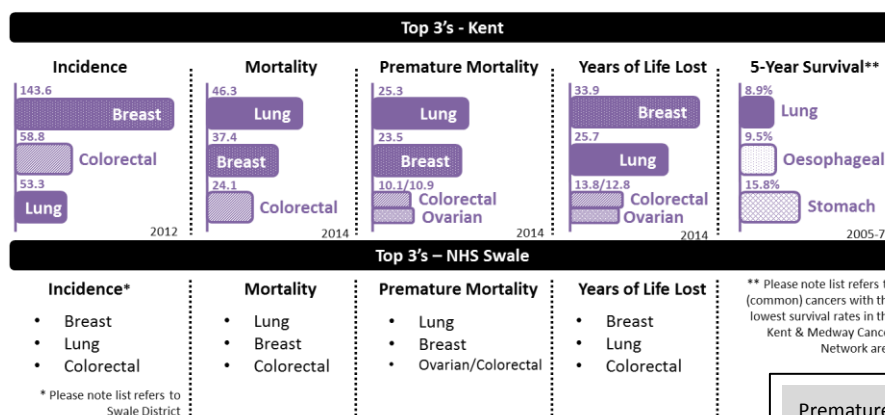 Top 3's - Kent
Incidence
143.6
Breast
58.8
Colorectal
53.3
Lung
2012
Mortality
46.3
Lung
37.4
Breast
24.1
Colorectal
2014
Premature Mortality
25.3
Lung
23.5
Breast
10.1/10.9
Colorectal
Ovarian
2014
Years of Life Lost
33.9
Breast
25.7
Lung
13.8/12.8
Colorectal
Ovarian
2014
5-Year Survival**
8.9%
Lung
9.5%
Oesophageal
15.8%
Stomach
2005-7
Top 3's – NHS Swale
Incidence*
• Breast
• Lung
• Colorectal
* Please note list refers to
Swale District
Mortality
• Lung
• Breast
• Colorectal
Premature Mortality
• Lung
• Breast
• Ovarian/Colorectal
Years of Life Lost
• Breast
• Lung
• Colorectal
** Please note list refers t
(common) cancers with th
lowest survival rates in th
Kent & Medway Cance
Network are
Premature